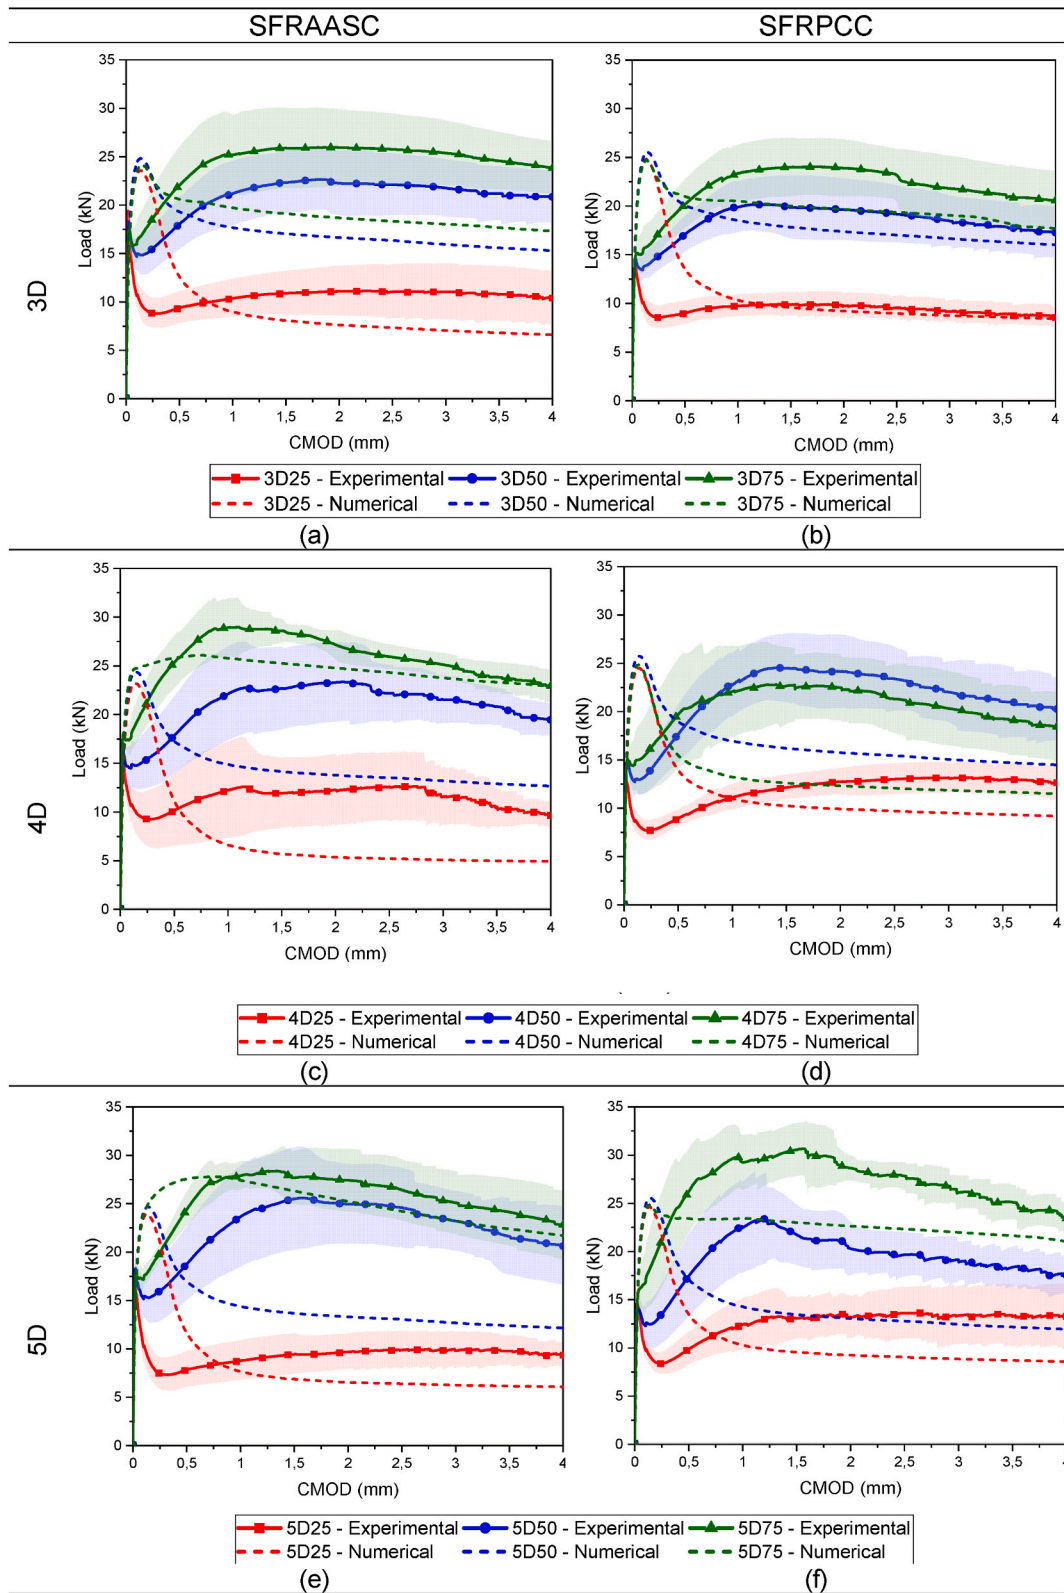 SFRAASC SFRPCC
3D
35
30
25
20
15
10
5
0
Load (kN)
0 0,5 1 1,5 2 2,5 3 3,5 4
CMOD (mm)
35
30
25
20
15
10
5
0
Load (kN)
0 0,5 1 1,5 2 2,5 3 3,5 4
CMOD (mm)
3D25 - Experimental 3D50 - Experimental 3D75 - Experimental
3D25 - Numerical 3D50 - Numerical 3D75 - Numerical
(a) (b)
4D
35
30
25
20
15
10
5
0
Load (kN)
0 0,5 1 1,5 2 2,5 3 3,5 4
CMOD (mm)
35
30
25
20
15
10
5
0
Load (kN)
0 0,5 1 1,5 2 2,5 3 3,5 4
CMOD (mm)
4D25 - Experimental 4D50 - Experimental 4D75 - Experimental
4D25 - Numerical 4D50 - Numerical 4D75 - Numerical
(c) (d)
5D
35
30
25
20
15
10
5
0
Load (kN)
0 0,5 1 1,5 2 2,5 3 3,5 4
CMOD (mm)
35
30
25
20
15
10
5
0
Load (kN)
0 0,5 1 1,5 2 2,5 3 3,5
CMOD (mm)
5D25 - Experimental 5D50 - Experimental 5D75 - Experimental
5D25 - Numerical 5D50 - Numerical 5D75 - Numerical
(e) (f)